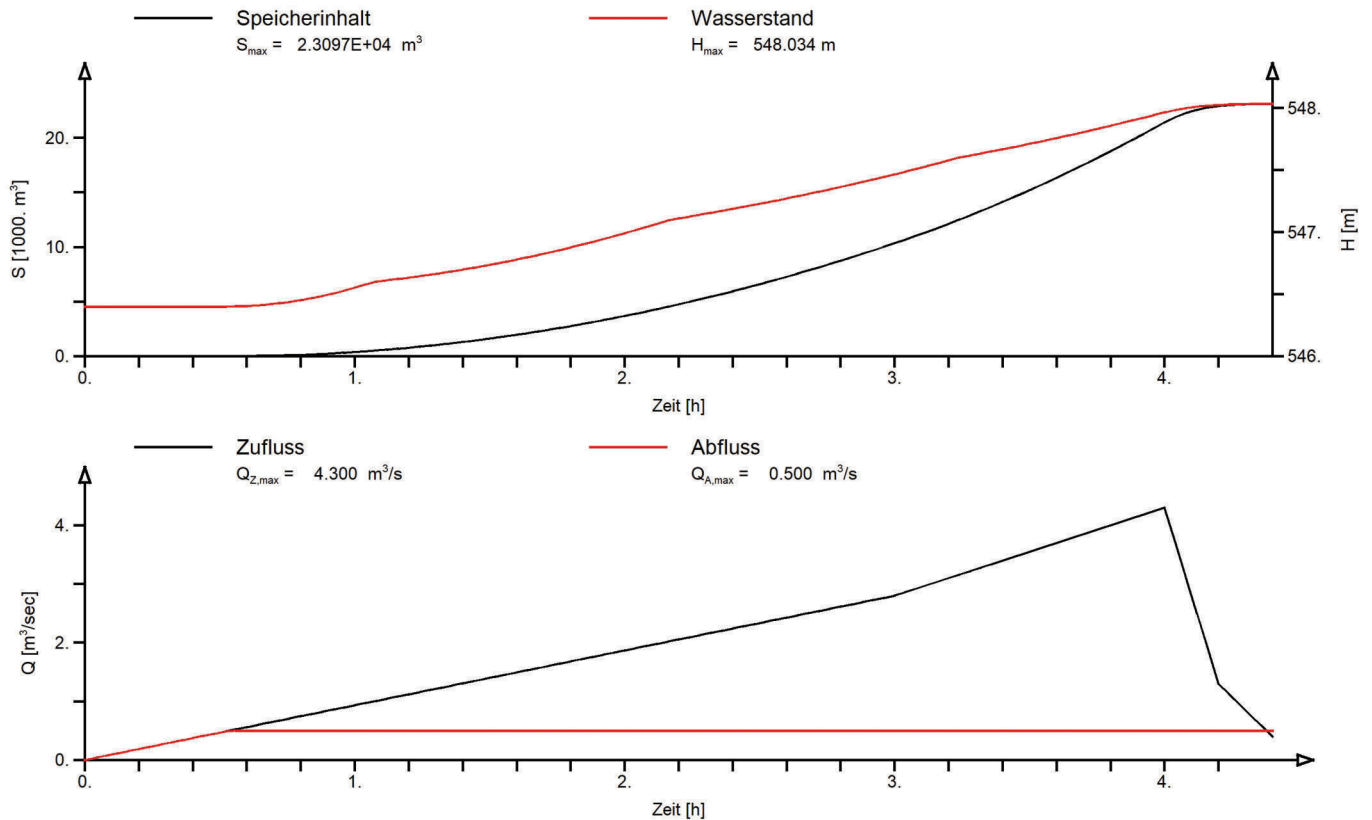 Speicherinhalt Wasserstand
Smax = 2.3097E+04 m³ Hmax = 548.034 m
S [1000. m³]
20.
10.
0.
548.
547.
546.
H [m]
0. 1. 2. 3. 4.
Zeit [h]
Zufluss Abfluss
QZ,max = 4.300 m³/s QA,max = 0.500 m³/s
Q [m³/sec]
4.
2.
0.
0. 1. 2. 3. 4.
Zeit [h]